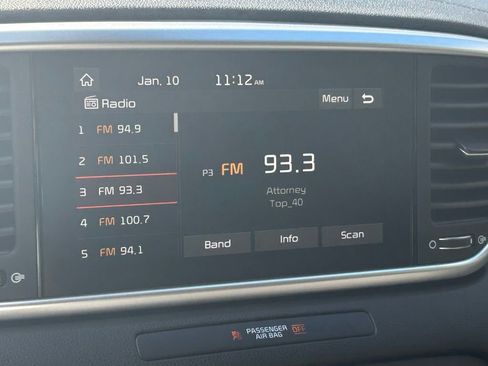 Jan. 10 11:12 AM
Radio
Menu
1 FM 94.9
2 FM 101.5
3 FM 93.3
4 FM 100.7
5 FM 94.1
P3 FM 93.3
Attorney
Top_40
Band Info Scan
PASSENGER
AIR BAG
OFF